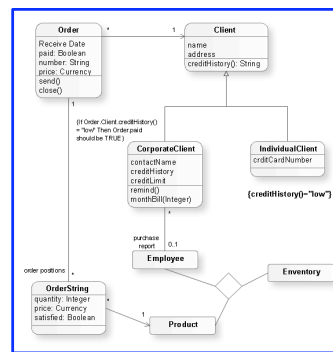 Order
Receive Date
paid: Boolean
number: String
price: Currency
send()
close()
*
1
Client
name
address
creditHistory(): String
1
{If Order.Client.creditHistory()
= "low" Then Order.paid
should be TRUE }
CorporateClient
contactName
creditHistory
creditLimit
remind()
monthBill(Integer)
IndividualClient
crditCardNumber
{creditHistory()="low"}
*
purchase
report
0..1
Employee
Enventory
order positions
*
OrderString
quantity: Integer
price: Currency
satisfied: Boolean
*
1
Product